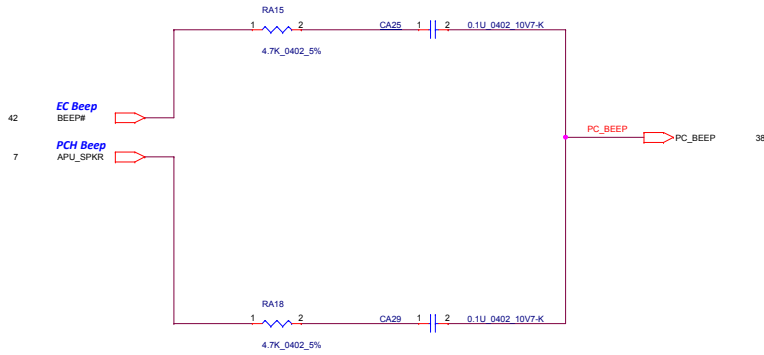 RA15
1 2 CA25 1 2 0.1U_0402_10V7-K
4.7K_0402_5%
EC Beep
42 BEEP#
PC_BEEP
PC_BEEP 38
PCH Beep
7 APU_SPKR
RA18
1 2 CA29 1 2 0.1U_0402_10V7-K
4.7K_0402_5%